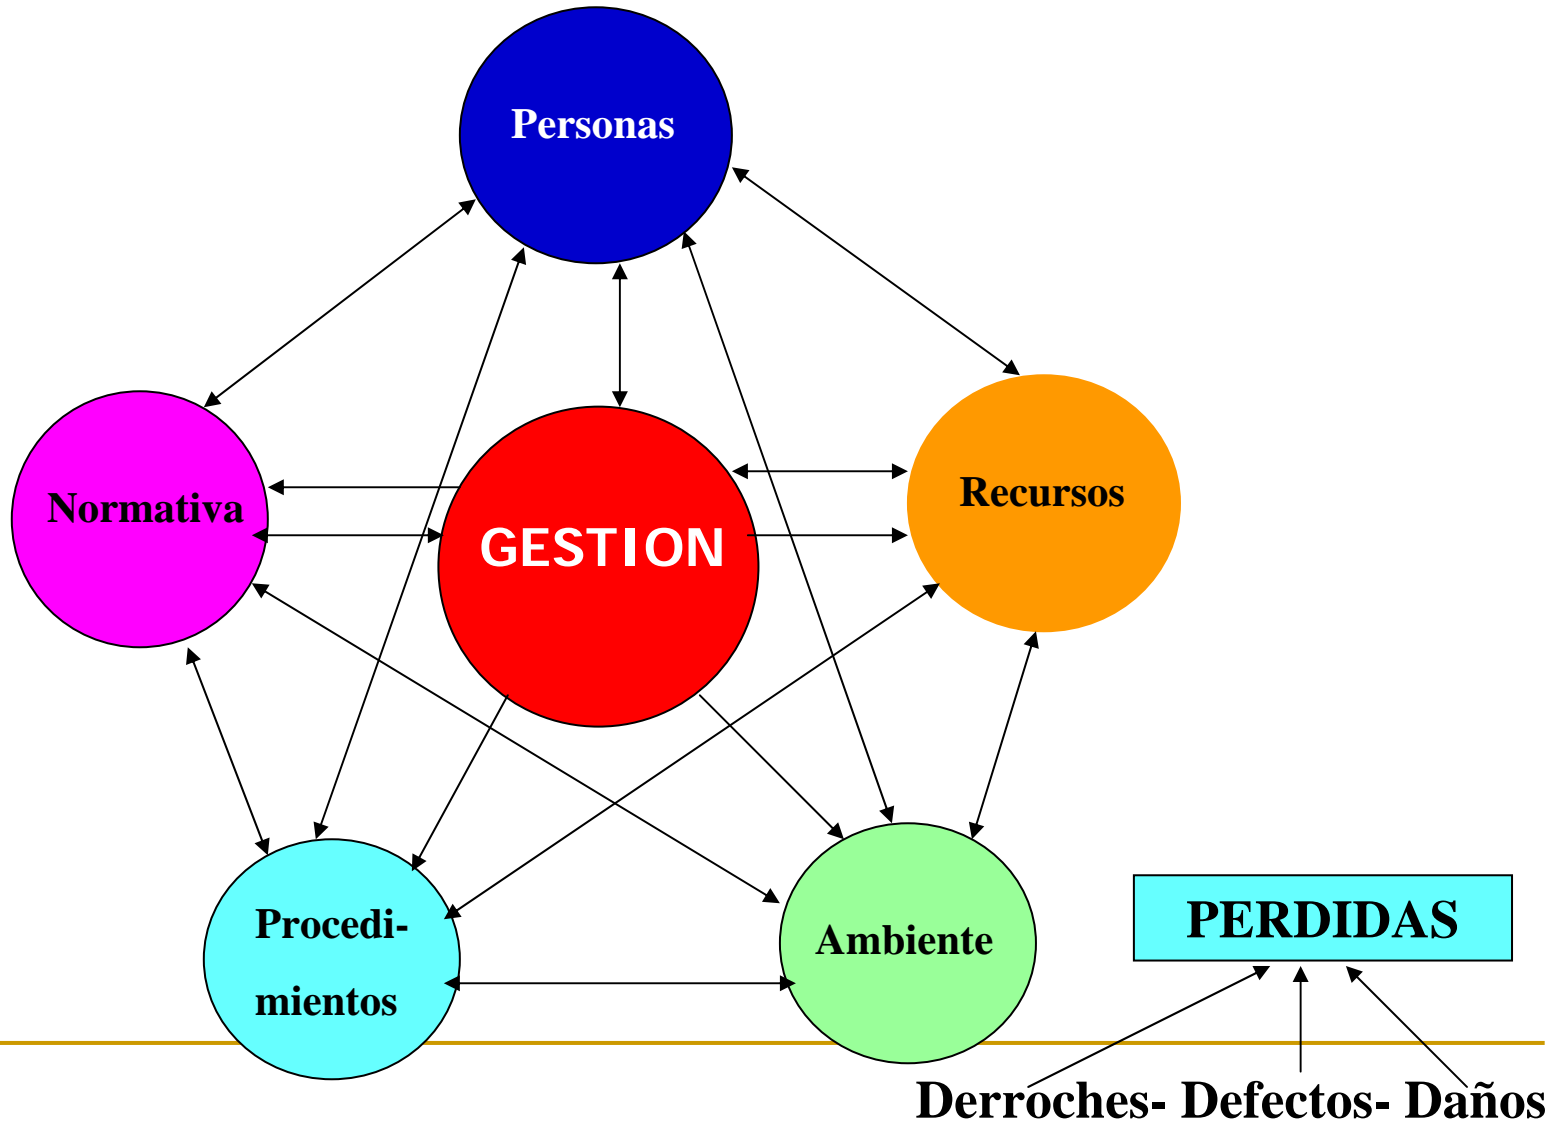 Personas
Normativa
GESTION
Recursos
Procedi-
mientos
Ambiente
PERDIDAS
Derroches- Defectos- Daños